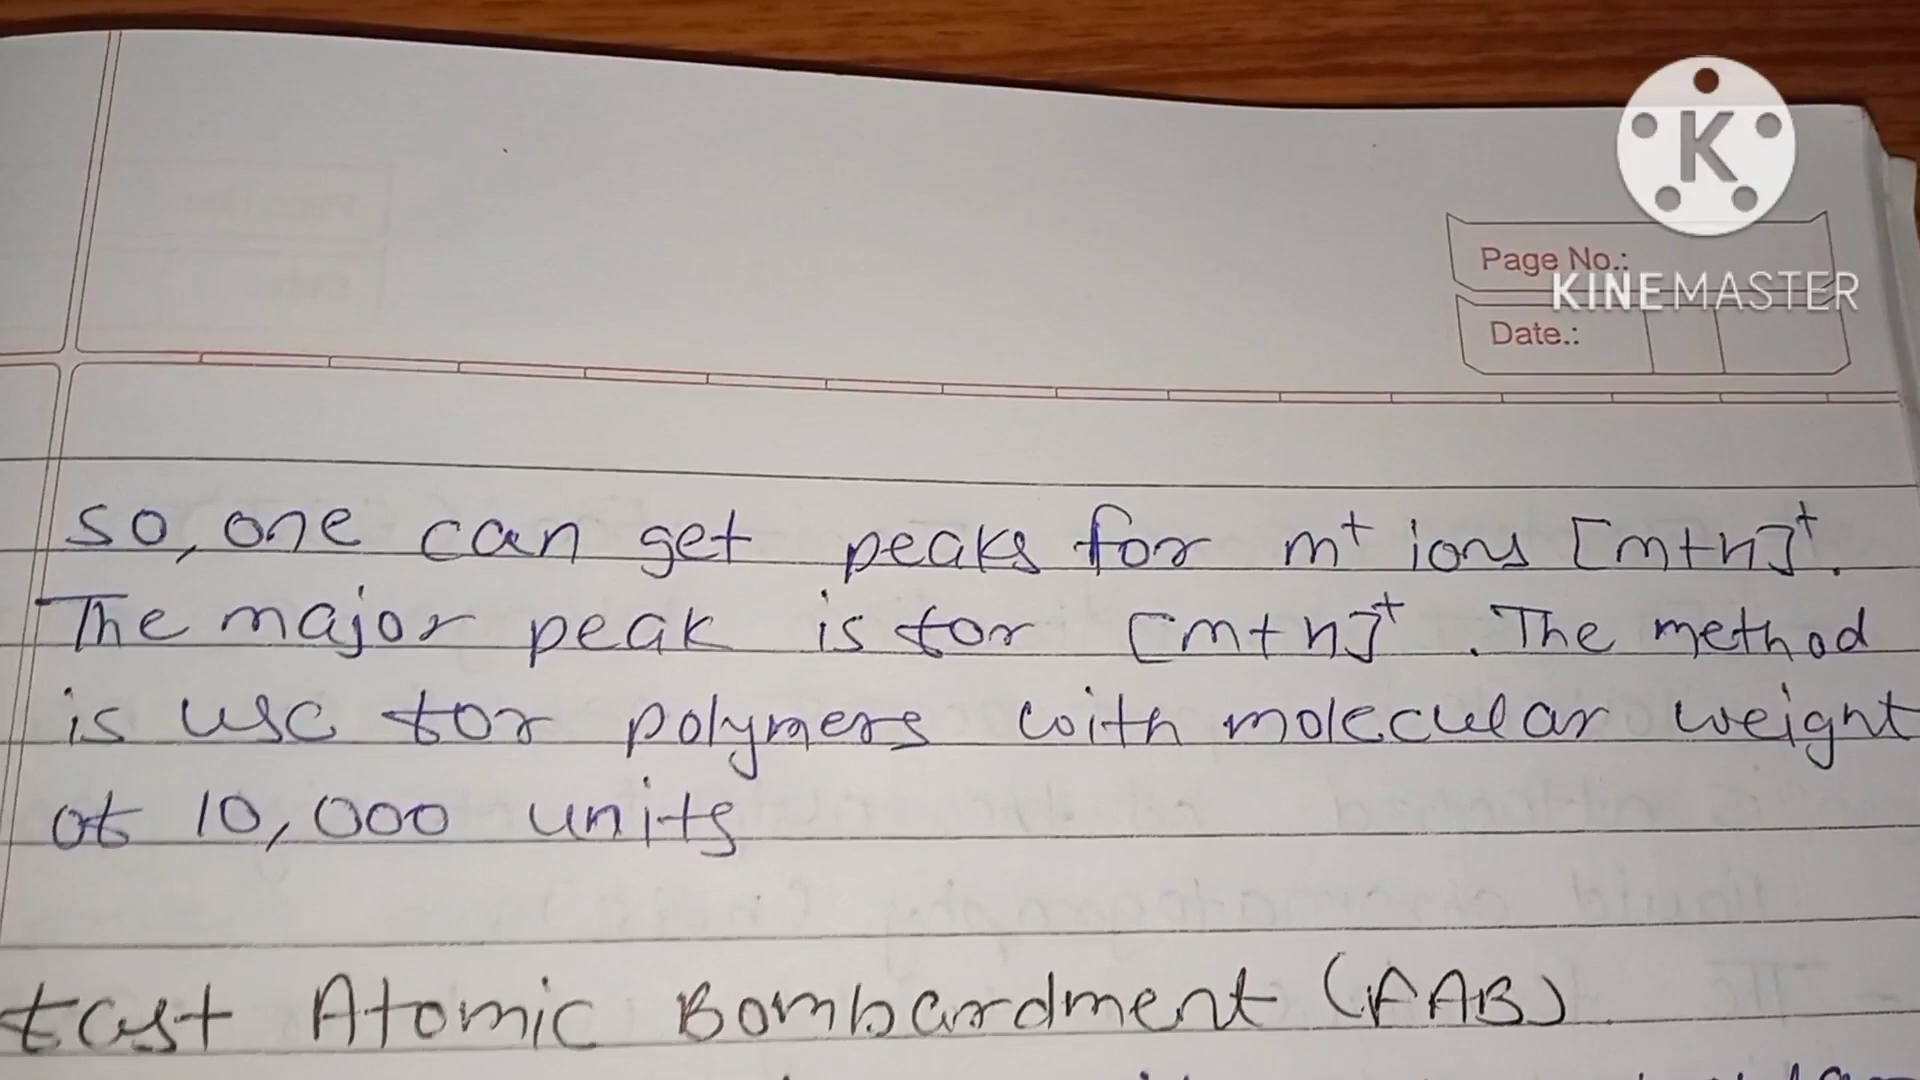 K
KINEMASTER
Page No.:
Date.:
so, one can get peaks for m⁺ ions [m+n]⁺.
The major peak is for [m+n]⁺. The method
is use for polymers with molecular weight
of 10,000 units
fast Atomic Bombardment (FAB)